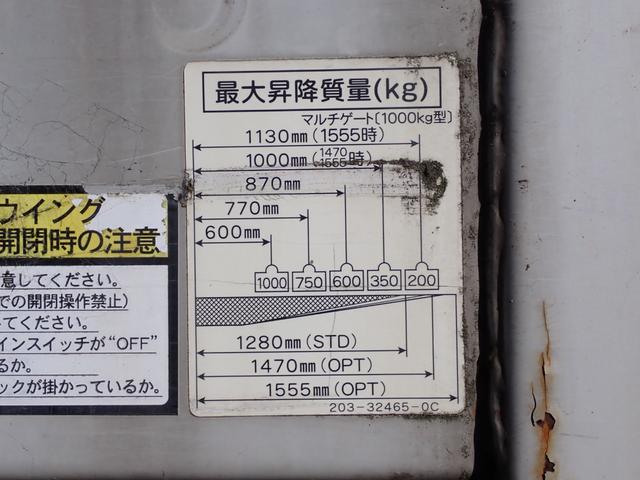 最大昇降質量(kg)
マルチゲート〔1000kg型〕
1130mm(1555時)
1000mm(1470 1555時)
870mm
770mm
600mm
1000 750 600 350 200
1280mm(STD)
1470mm(OPT)
1555mm(OPT)
203-32465-0C
ウイング
開閉時の注意
意してください。
での開閉操作禁止)
てください。
インスイッチが"OFF"
るか。
ックが掛かっているか。